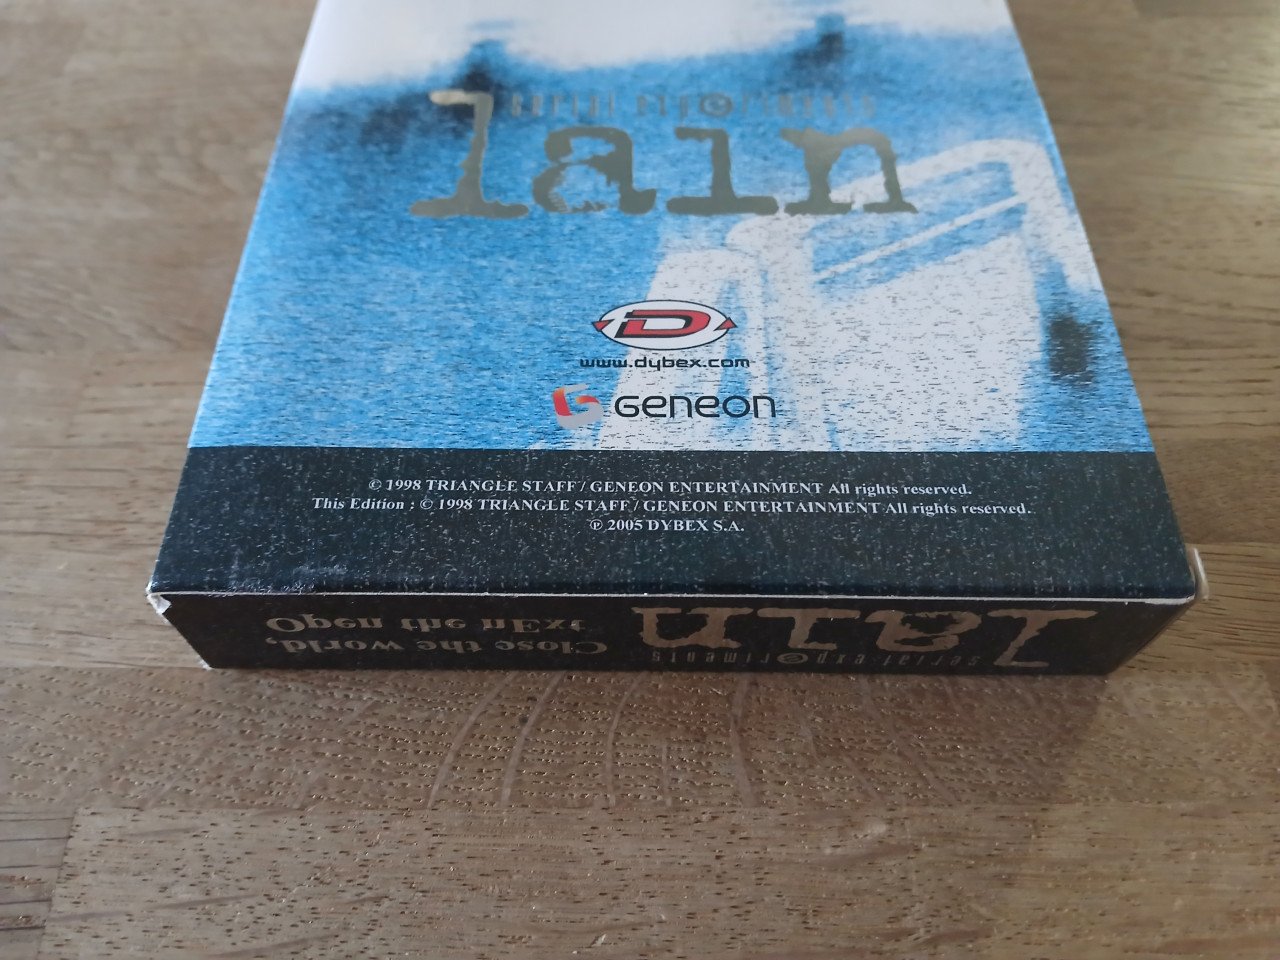 serial experiments
lain
D
www.dybex.com
GENEON
© 1998 TRIANGLE STAFF / GENEON ENTERTAINMENT All rights reserved.
This Edition : © 1998 TRIANGLE STAFF / GENEON ENTERTAINMENT All rights reserved.
℗ 2005 DYBEX S.A.
serial experiments
lain
Close the world,
Open the nExt